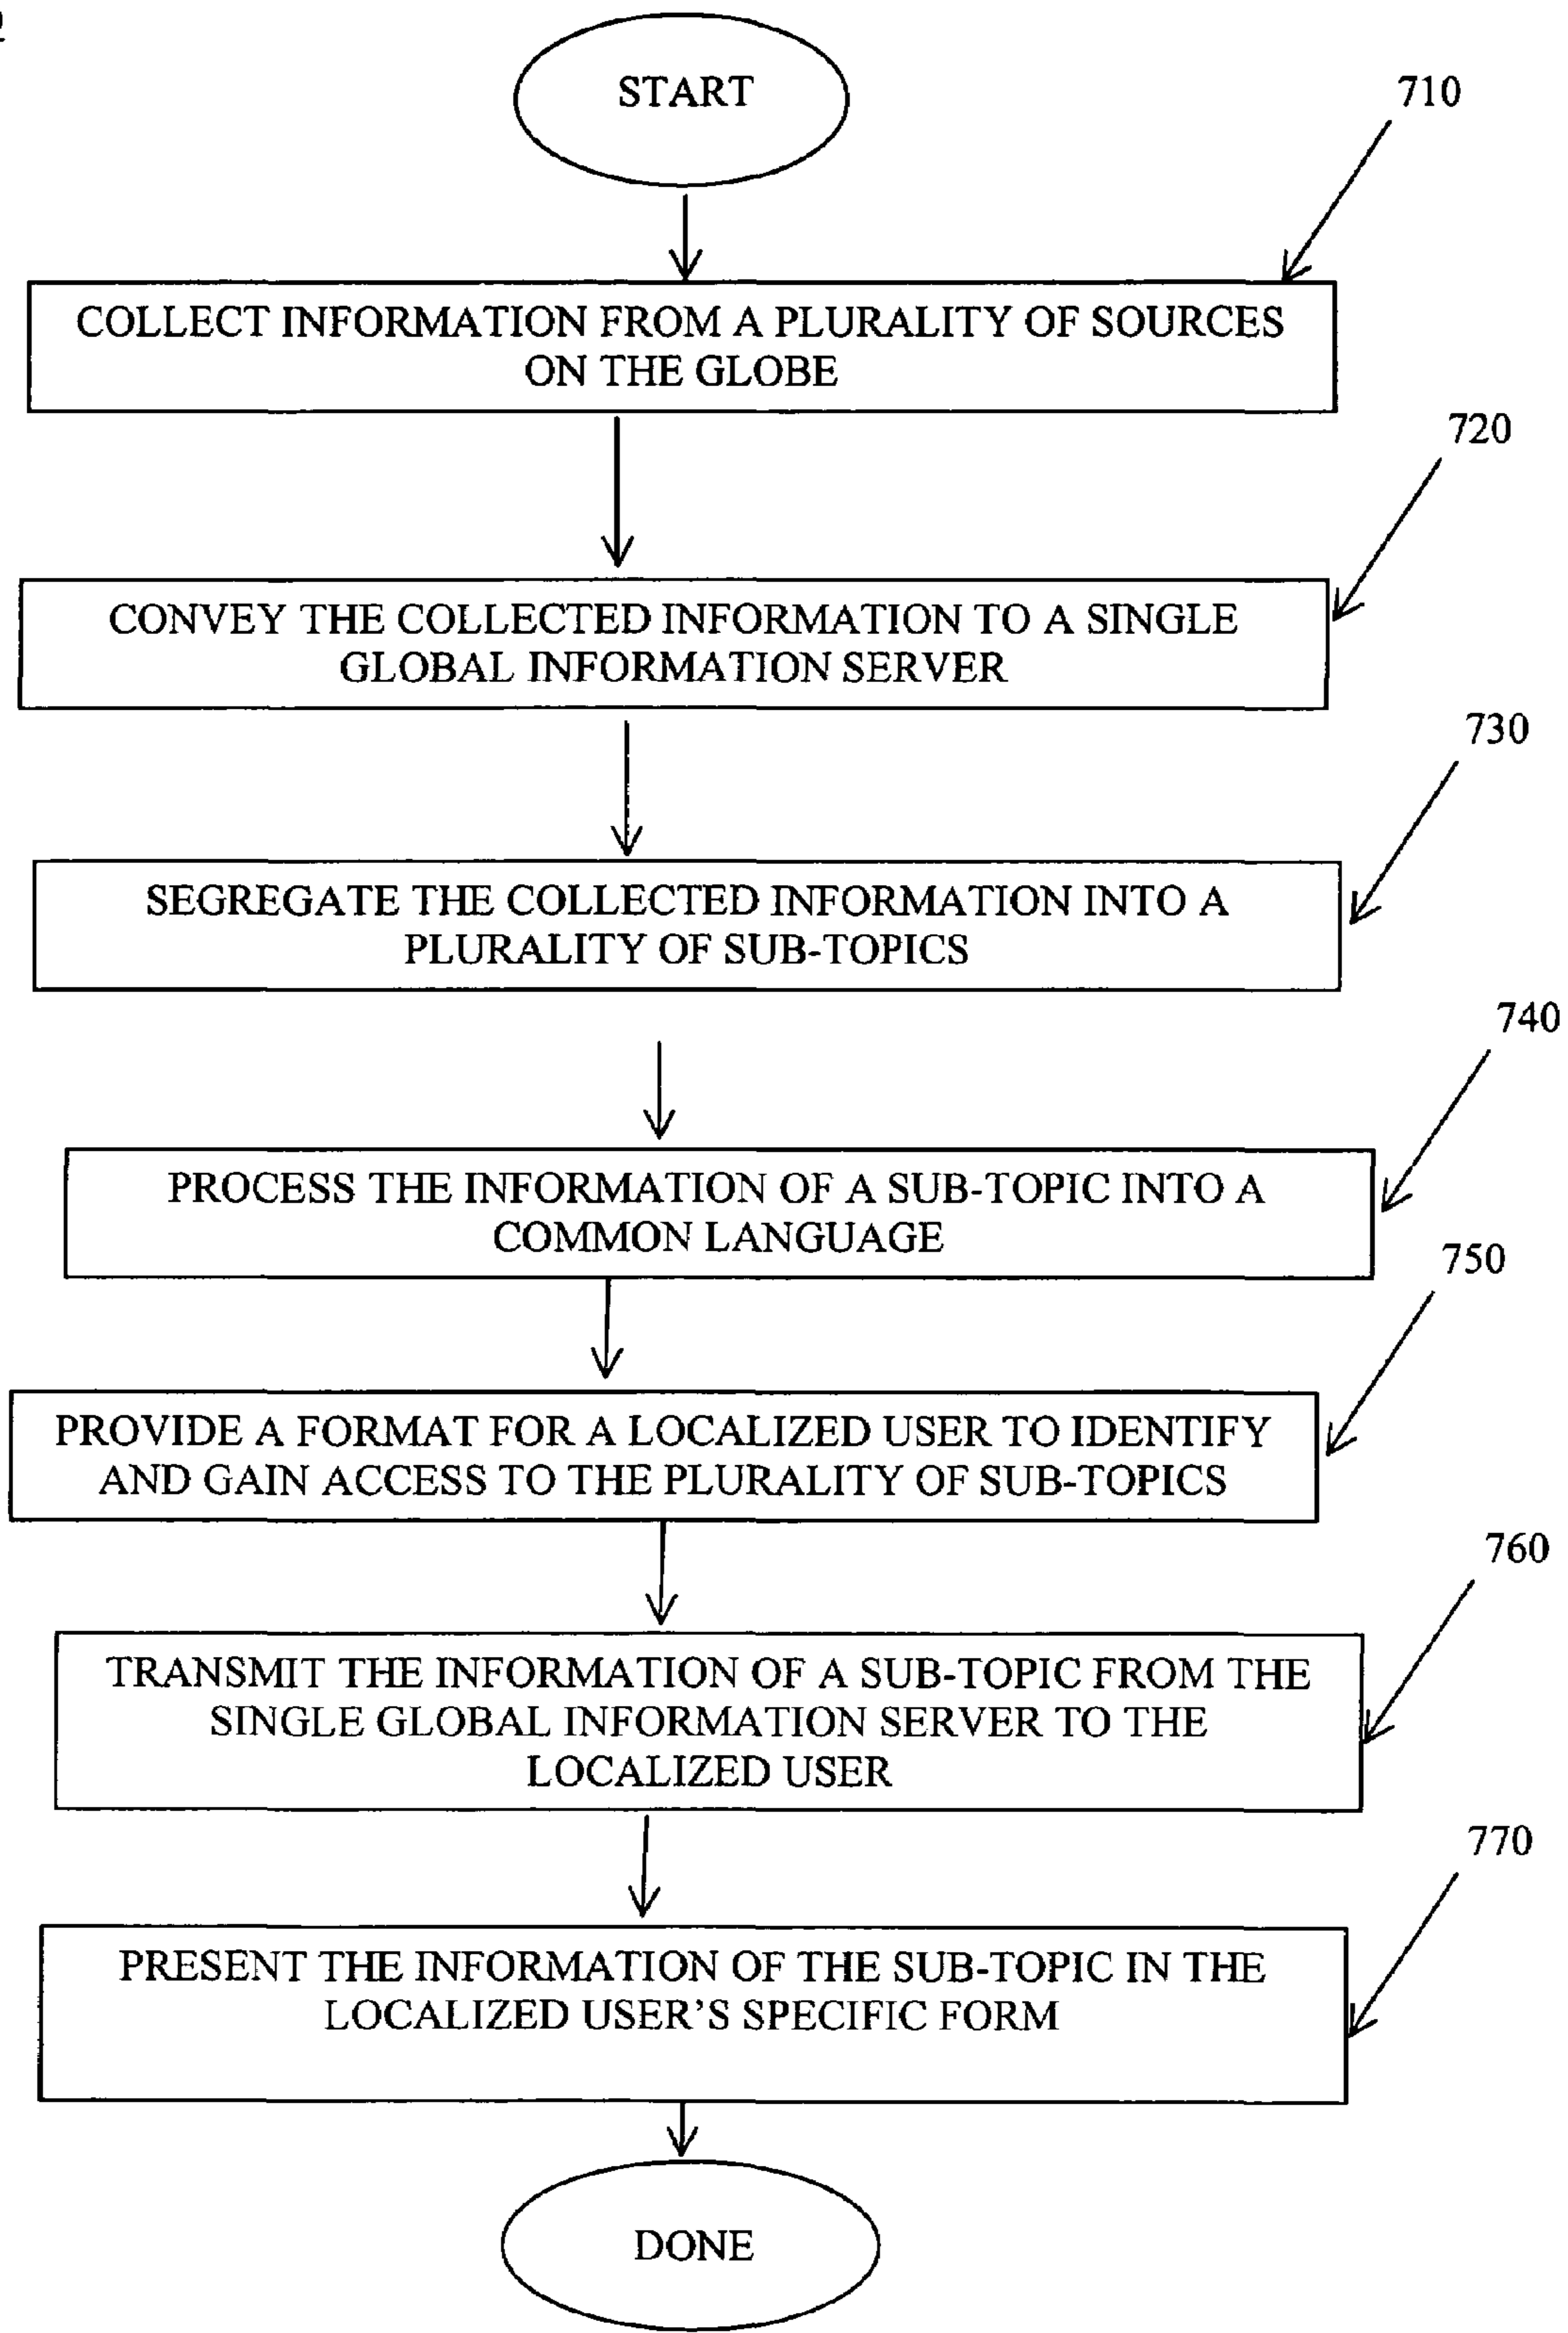 START
710
COLLECT INFORMATION FROM A PLURALITY OF SOURCES
ON THE GLOBE
720
CONVEY THE COLLECTED INFORMATION TO A SINGLE
GLOBAL INFORMATION SERVER
730
SEGREGATE THE COLLECTED INFORMATION INTO A
PLURALITY OF SUB-TOPICS
740
PROCESS THE INFORMATION OF A SUB-TOPIC INTO A
COMMON LANGUAGE
750
PROVIDE A FORMAT FOR A LOCALIZED USER TO IDENTIFY
AND GAIN ACCESS TO THE PLURALITY OF SUB-TOPICS
760
TRANSMIT THE INFORMATION OF A SUB-TOPIC FROM THE
SINGLE GLOBAL INFORMATION SERVER TO THE
LOCALIZED USER
770
PRESENT THE INFORMATION OF THE SUB-TOPIC IN THE
LOCALIZED USER’S SPECIFIC FORM
DONE